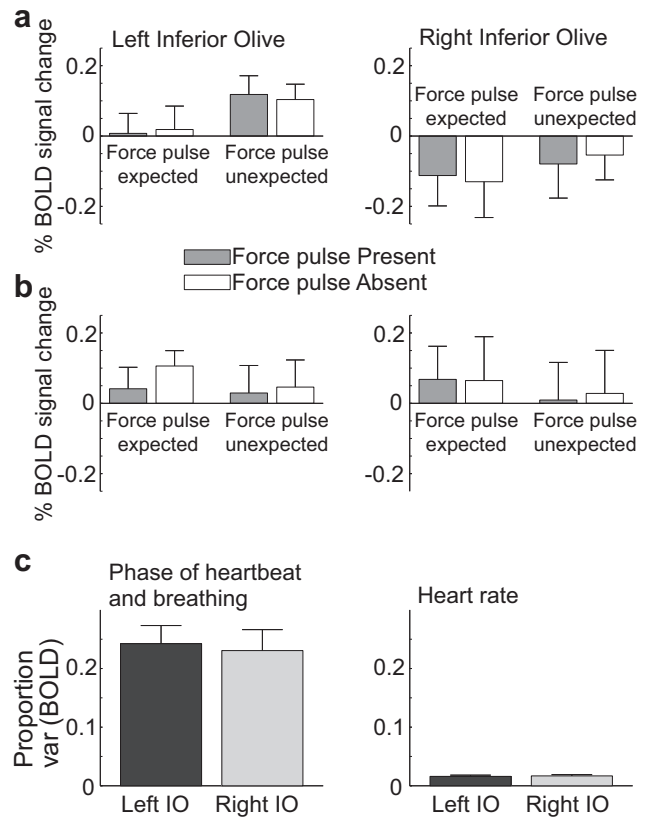 a
Left Inferior Olive
Right Inferior Olive
% BOLD signal change
0.2
0
-0.2
Force pulse
expected
Force pulse
unexpected
0.2
0
-0.2
Force pulse
expected
Force pulse
unexpected
Force pulse Present
Force pulse Absent
b
% BOLD signal change
0.2
0
-0.2
Force pulse
expected
Force pulse
unexpected
0.2
0
-0.2
Force pulse
expected
Force pulse
unexpected
c
Phase of heartbeat
and breathing
Heart rate
Proportion
var (BOLD)
0.2
0.1
0
Left IO
Right IO
0.2
0.1
0
Left IO
Right IO